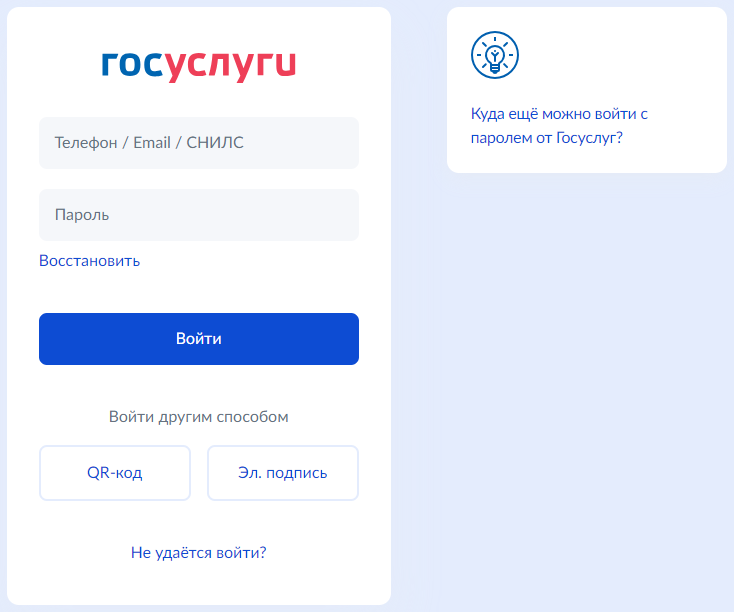 госуслуги
Телефон / Email / СНИЛС
Пароль
Восстановить
Войти
Войти другим способом
QR-код
Эл. подпись
Не удаётся войти?
Куда ещё можно войти с
паролем от Госуслуг?